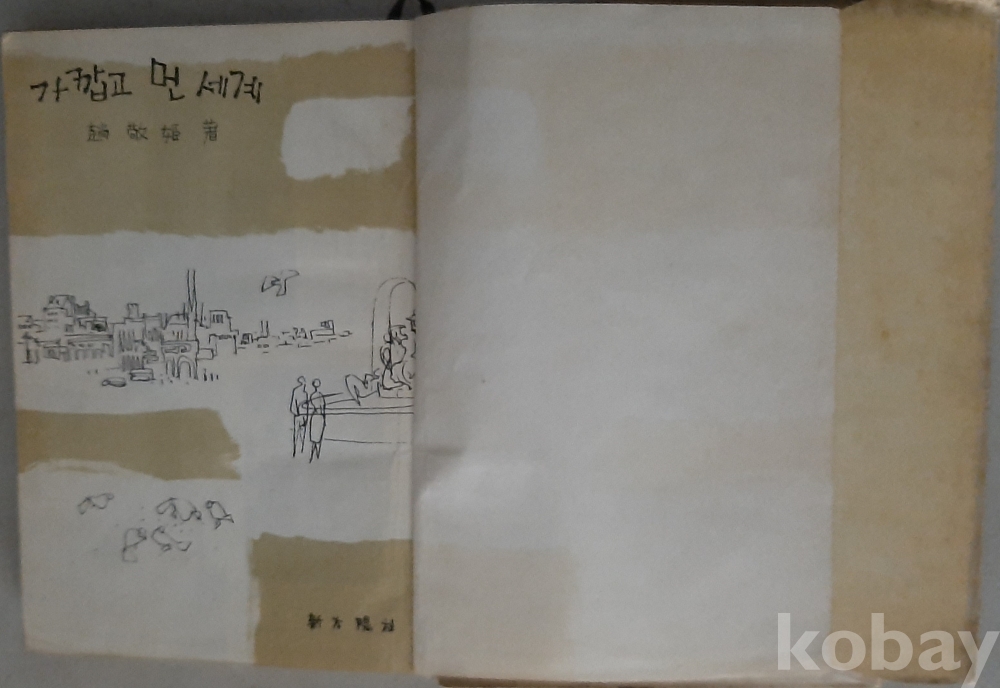 가깝고 먼 세계
趙敬姬 著
新太陽社
kobay